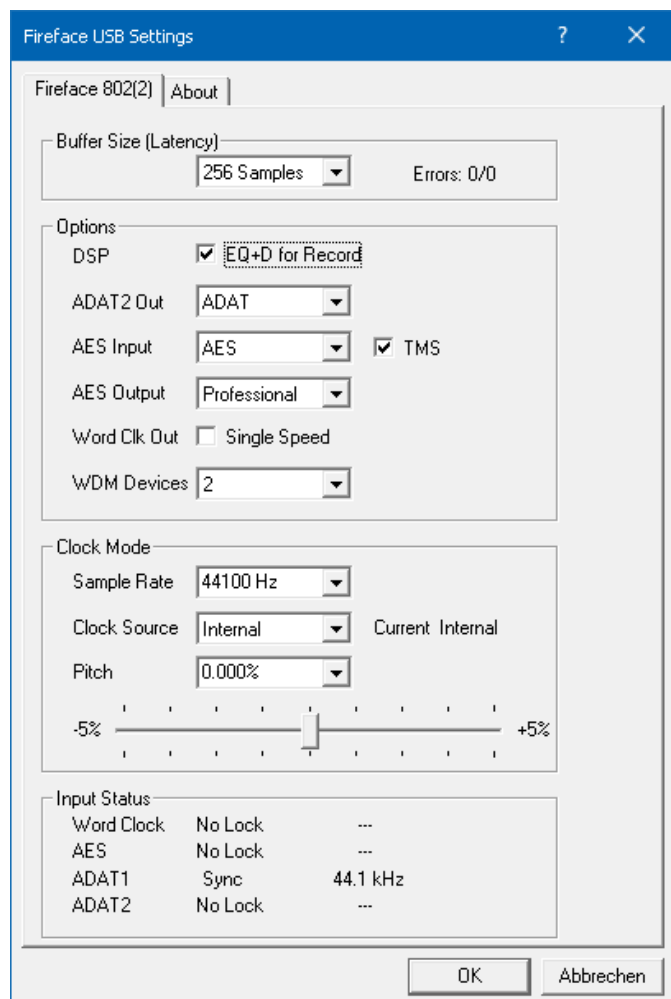 Fireface USB Settings ? ×
Fireface 802(2) About
Buffer Size (Latency)
256 Samples Errors: 0/0
Options
DSP EQ+D for Record
ADAT2 Out ADAT
AES Input AES TMS
AES Output Professional
Word Clk Out Single Speed
WDM Devices 2
Clock Mode
Sample Rate 44100 Hz
Clock Source Internal Current Internal
Pitch 0.000%
-5% +5%
Input Status
Word Clock No Lock ---
AES No Lock ---
ADAT1 Sync 44.1 kHz
ADAT2 No Lock ---
OK Abbrechen